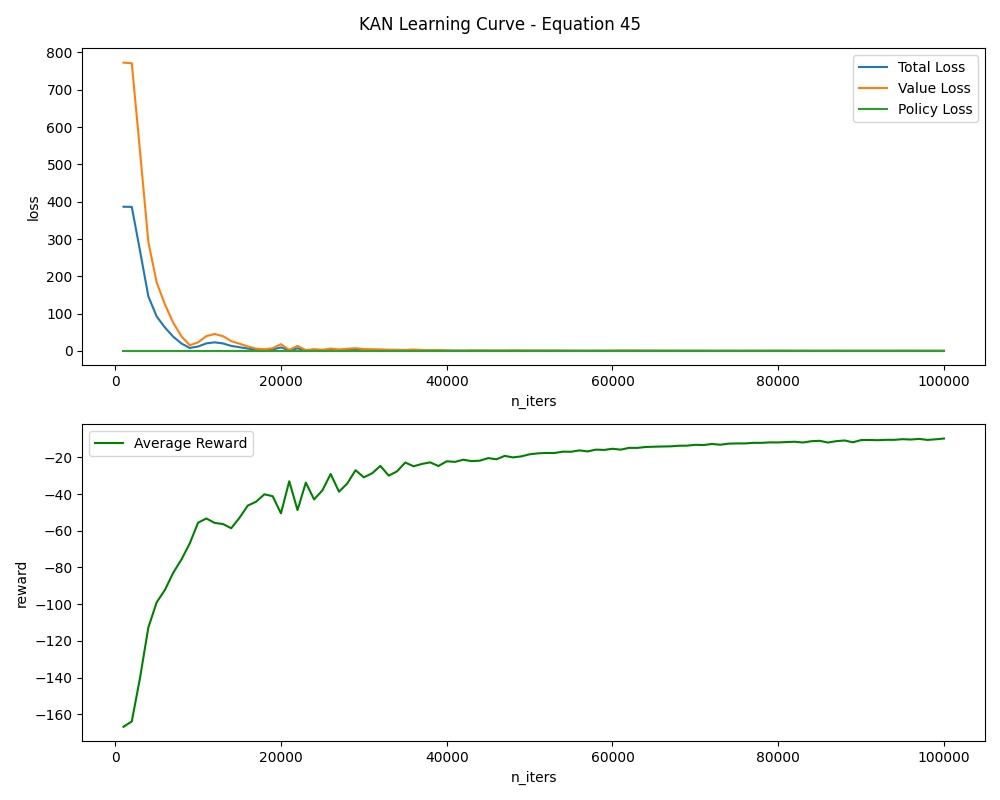 KAN Learning Curve - Equation 45
800
700
600
500
400
300
200
100
0
loss
Total Loss
Value Loss
Policy Loss
0 20000 40000 60000 80000 100000
n_iters
−20
−40
−60
−80
−100
−120
−140
−160
reward
Average Reward
0 20000 40000 60000 80000 100000
n_iters